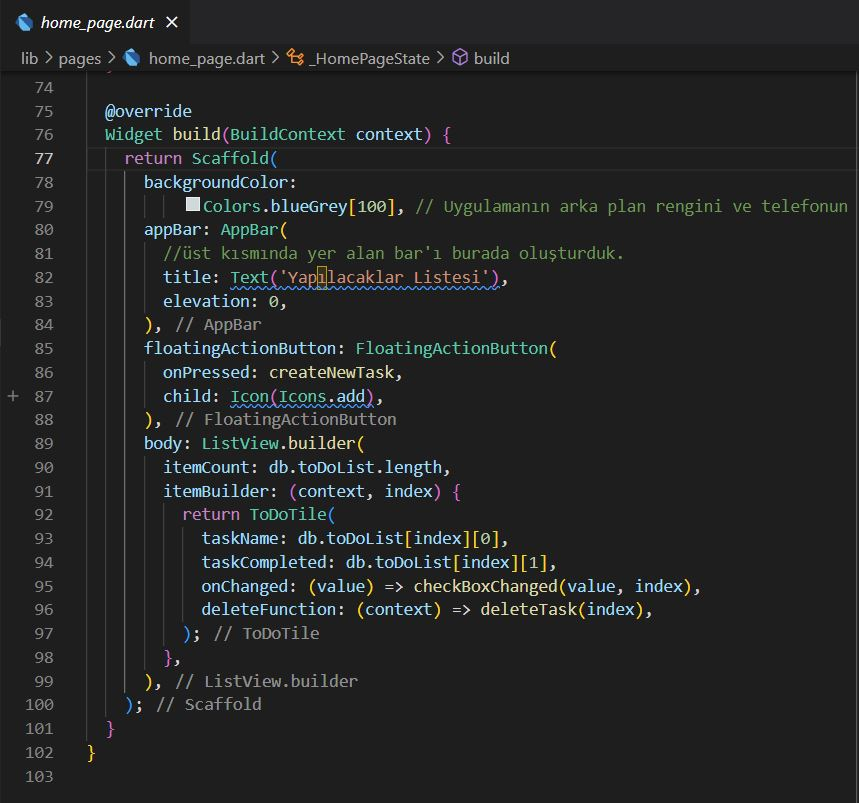 home_page.dart
lib > pages > home_page.dart > _HomePageState > build
74
75 @override
76 Widget build(BuildContext context) {
77 return Scaffold(
78 backgroundColor:
79 Colors.blueGrey[100], // Uygulamanın arka plan rengini ve telefonun
80 appBar: AppBar(
81 //üst kısmında yer alan bar'ı burada oluşturduk.
82 title: Text('Yapılacaklar Listesi'),
83 elevation: 0,
84 ), // AppBar
85 floatingActionButton: FloatingActionButton(
86 onPressed: createNewTask,
87 child: Icon(Icons.add),
88 ), // FloatingActionButton
89 body: ListView.builder(
90 itemCount: db.toDoList.length,
91 itemBuilder: (context, index) {
92 return ToDoTile(
93 taskName: db.toDoList[index][0],
94 taskCompleted: db.toDoList[index][1],
95 onChanged: (value) => checkBoxChanged(value, index),
96 deleteFunction: (context) => deleteTask(index),
97 ); // ToDoTile
98 },
99 ), // ListView.builder
100 ); // Scaffold
101 }
102 }
103